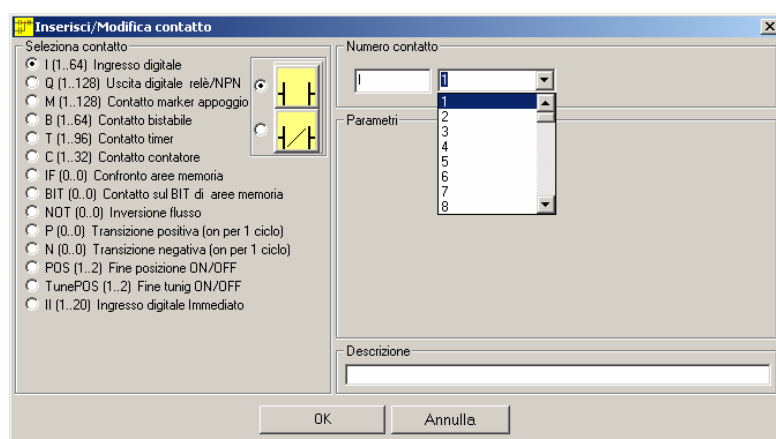 Inserisci/Modifica contatto
Seleziona contatto
I (1..64) Ingresso digitale
Q (1..128) Uscita digitale relè/NPN
M (1..128) Contatto marker appoggio
B (1..64) Contatto bistabile
T (1..96) Contatto timer
C (1..32) Contatto contatore
IF (0..0) Confronto aree memoria
BIT (0..0) Contatto sul BIT di aree memoria
NOT (0..0) Inversione flusso
P (0..0) Transizione positiva (on per 1 ciclo)
N (0..0) Transizione negativa (on per 1 ciclo)
POS (1..2) Fine posizione ON/OFF
TunePOS (1..2) Fine tunig ON/OFF
II (1..20) Ingresso digitale Immediato
Numero contatto
I 1
1
2
3
4
5
6
7
8
Parametri
Descrizione
OK Annulla